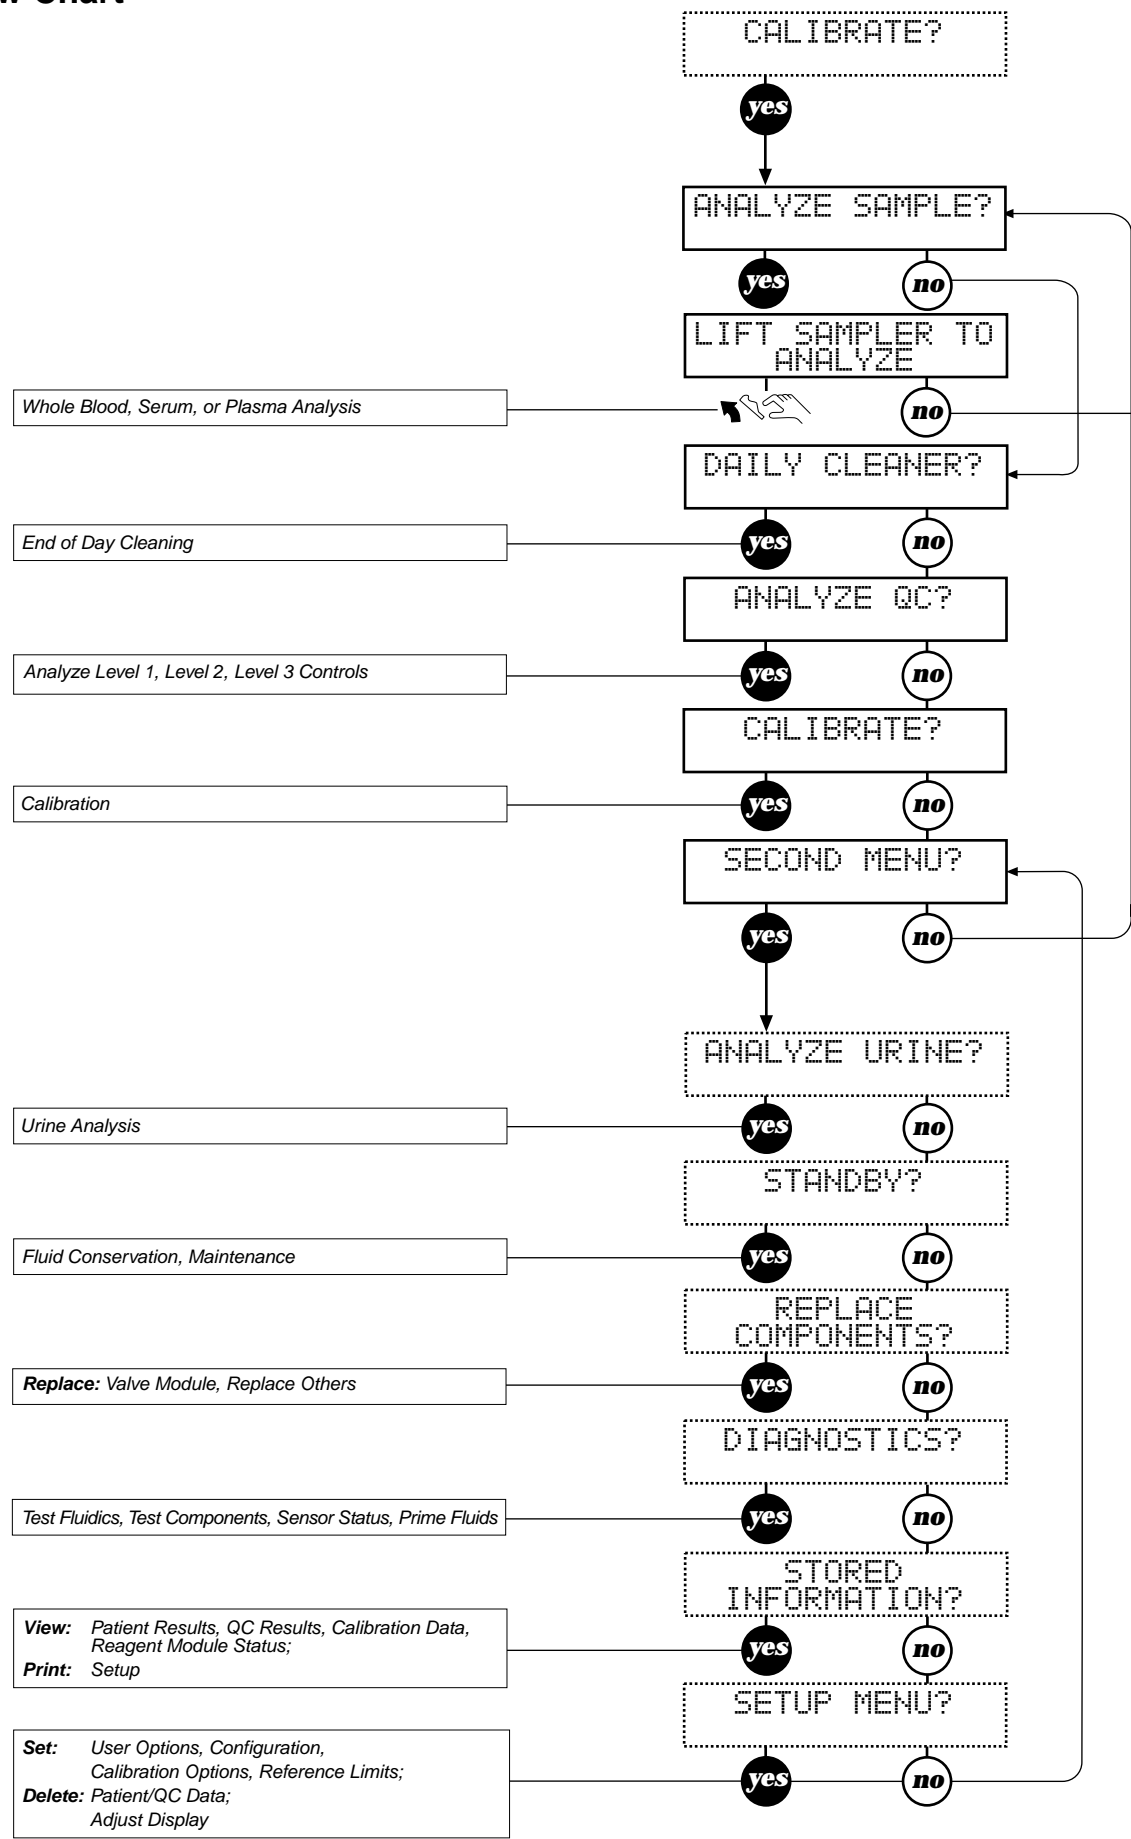 w Chart
CALIBRATE?
yes
ANALYZE SAMPLE?
yes no
LIFT SAMPLER TO
ANALYZE
Whole Blood, Serum, or Plasma Analysis
no
DAILY CLEANER?
End of Day Cleaning
yes no
ANALYZE QC?
Analyze Level 1, Level 2, Level 3 Controls
yes no
CALIBRATE?
Calibration
yes no
SECOND MENU?
yes no
ANALYZE URINE?
Urine Analysis
yes no
STANDBY?
Fluid Conservation, Maintenance
yes no
REPLACE
COMPONENTS?
Replace: Valve Module, Replace Others
yes no
DIAGNOSTICS?
Test Fluidics, Test Components, Sensor Status, Prime Fluids
yes no
STORED
INFORMATION?
View: Patient Results, QC Results, Calibration Data,
Reagent Module Status;
Print: Setup
yes no
SETUP MENU?
Set: User Options, Configuration,
Calibration Options, Reference Limits;
Delete: Patient/QC Data;
Adjust Display
yes no